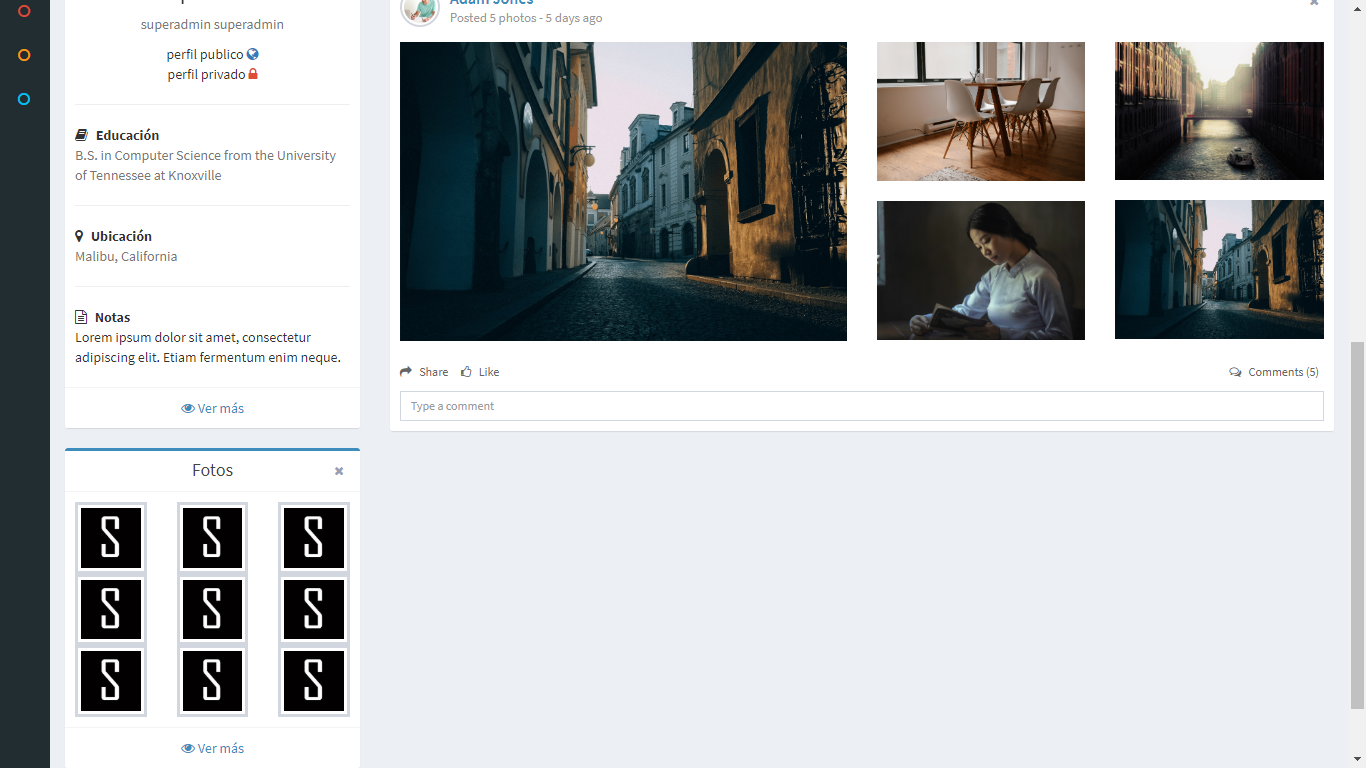 superadmin superadmin
perfil publico
perfil privado
Educación
B.S. in Computer Science from the University
of Tennessee at Knoxville
Ubicación
Malibu, California
Notas
Lorem ipsum dolor sit amet, consectetur
adipiscing elit. Etiam fermentum enim neque.
Ver más
Fotos
S S S
S S S
S S S
Ver más
Adam Jones
Posted 5 photos - 5 days ago
Share Like Comments (5)
Type a comment